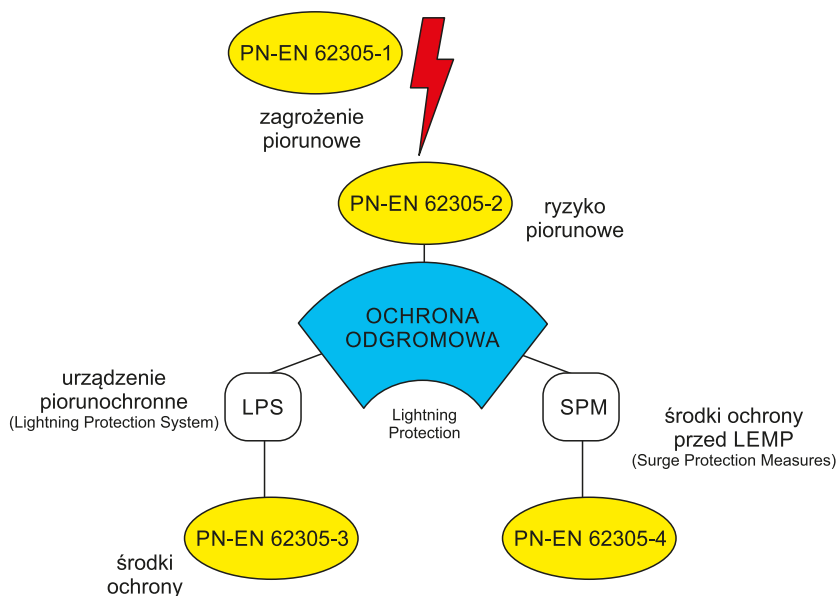 PN-EN 62305-1
zagrożenie
piorunowe
PN-EN 62305-2
ryzyko
piorunowe
OCHRONA
ODGROMOWA
Lightning
Protection
urządzenie
piorunochronne
(Lightning Protection System)
LPS
SPM
środki ochrony
przed LEMP
(Surge Protection Measures)
PN-EN 62305-3
środki
ochrony
PN-EN 62305-4